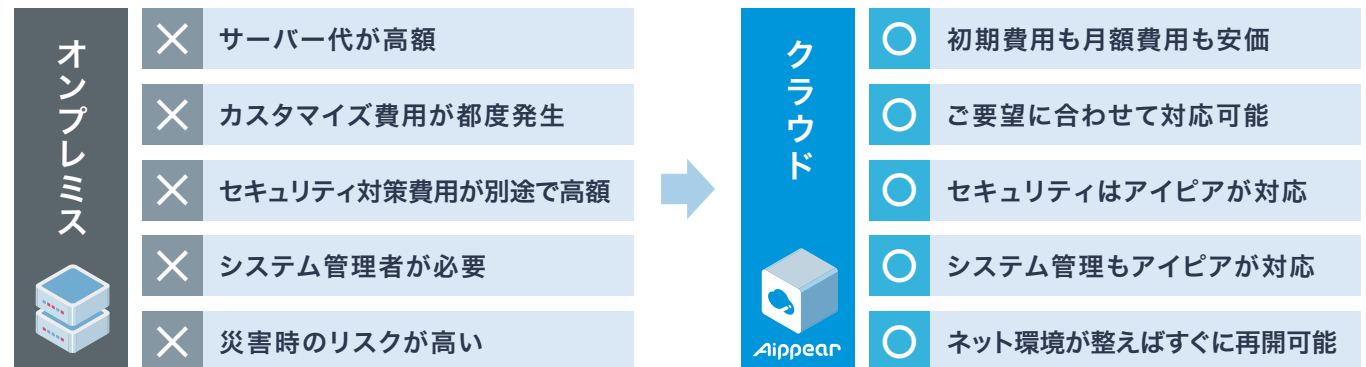 オンプレミス
サーバー代が高額
カスタマイズ費用が都度発生
セキュリティ対策費用が別途で高額
システム管理者が必要
災害時のリスクが高い
クラウド
Aippear
初期費用も月額費用も安価
ご要望に合わせて対応可能
セキュリティはアイピアが対応
システム管理もアイピアが対応
ネット環境が整えばすぐに再開可能